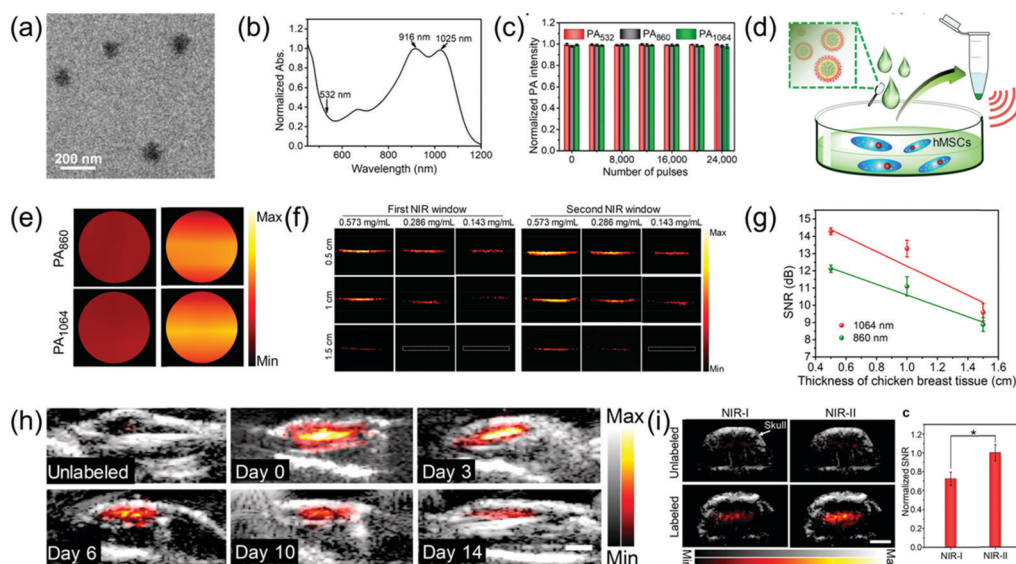 (a)
200 nm
(b)
Normalized Abs.
1.0
0.8
0.6
0.4
0.2
0.0
532 nm
916 nm
1025 nm
600
800
1000
1200
Wavelength (nm)
(c)
Normalized PA intensity
1.2
1.0
0.8
0.6
0.4
0.2
0.0
PA532 PA860 PA1064
0
8,000
16,000
24,000
Number of pulses
(d)
hMSCs
(e)
PA860
PA1064
Max
Min
(f)
First NIR window
Second NIR window
0.573 mg/mL 0.286 mg/mL 0.143 mg/mL
0.573 mg/mL 0.286 mg/mL 0.143 mg/mL
0.5 cm
1 cm
1.5 cm
Max
Min
(g)
SNR (dB)
15
14
13
12
11
10
9
8
1064 nm
860 nm
0.4 0.6 0.8 1.0 1.2 1.4 1.6
Thickness of chicken breast tissue (cm)
(h)
Unlabeled
Day 0
Day 3
Day 6
Day 10
Day 14
Max
Min
(i)
NIR-I
NIR-II
Skull
Unlabeled
Labeled
Min
Ma
c
*
Normalized SNR
1.4
1.2
1.0
0.8
0.6
0.4
0.2
0.0
NIR-I
NIR-II